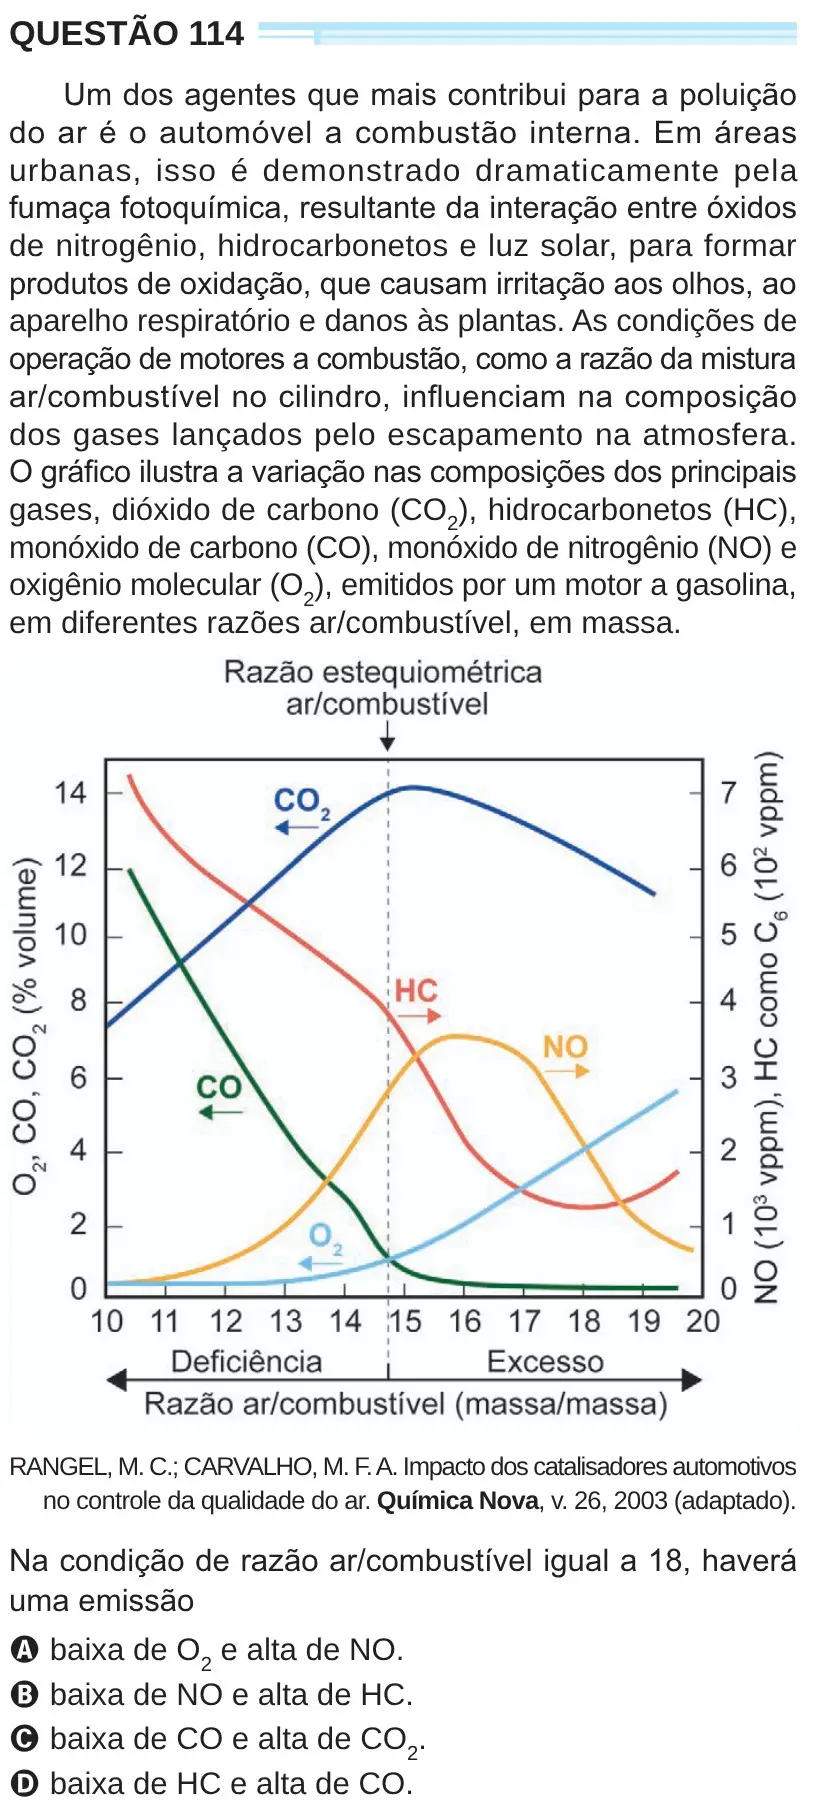 QUESTÃO 114
Um dos agentes que mais contribui para a poluição
do ar é o automóvel a combustão interna. Em áreas
urbanas, isso é demonstrado dramaticamente pela
fumaça fotoquímica, resultante da interação entre óxidos
de nitrogênio, hidrocarbonetos e luz solar, para formar
produtos de oxidação, que causam irritação aos olhos, ao
aparelho respiratório e danos às plantas. As condições de
operação de motores a combustão, como a razão da mistura
ar/combustível no cilindro, influenciam na composição
dos gases lançados pelo escapamento na atmosfera.
O gráfico ilustra a variação nas composições dos principais
gases, dióxido de carbono (CO₂), hidrocarbonetos (HC),
monóxido de carbono (CO), monóxido de nitrogênio (NO) e
oxigênio molecular (O₂), emitidos por um motor a gasolina,
em diferentes razões ar/combustível, em massa.
Razão estequiométrica
ar/combustível
O₂, CO, CO₂ (% volume)
14
12
10
8
6
4
2
0
CO₂
HC
NO
CO
O₂
7
6
5
4
3
2
1
0
NO (10³ vppm), HC como C₆ (10² vppm)
10 11 12 13 14 15 16 17 18 19 20
Deficiência Excesso
Razão ar/combustível (massa/massa)
RANGEL, M. C.; CARVALHO, M. F. A. Impacto dos catalisadores automotivos
no controle da qualidade do ar. Química Nova, v. 26, 2003 (adaptado).
Na condição de razão ar/combustível igual a 18, haverá
uma emissão
A baixa de O₂ e alta de NO.
B baixa de NO e alta de HC.
C baixa de CO e alta de CO₂.
D baixa de HC e alta de CO.